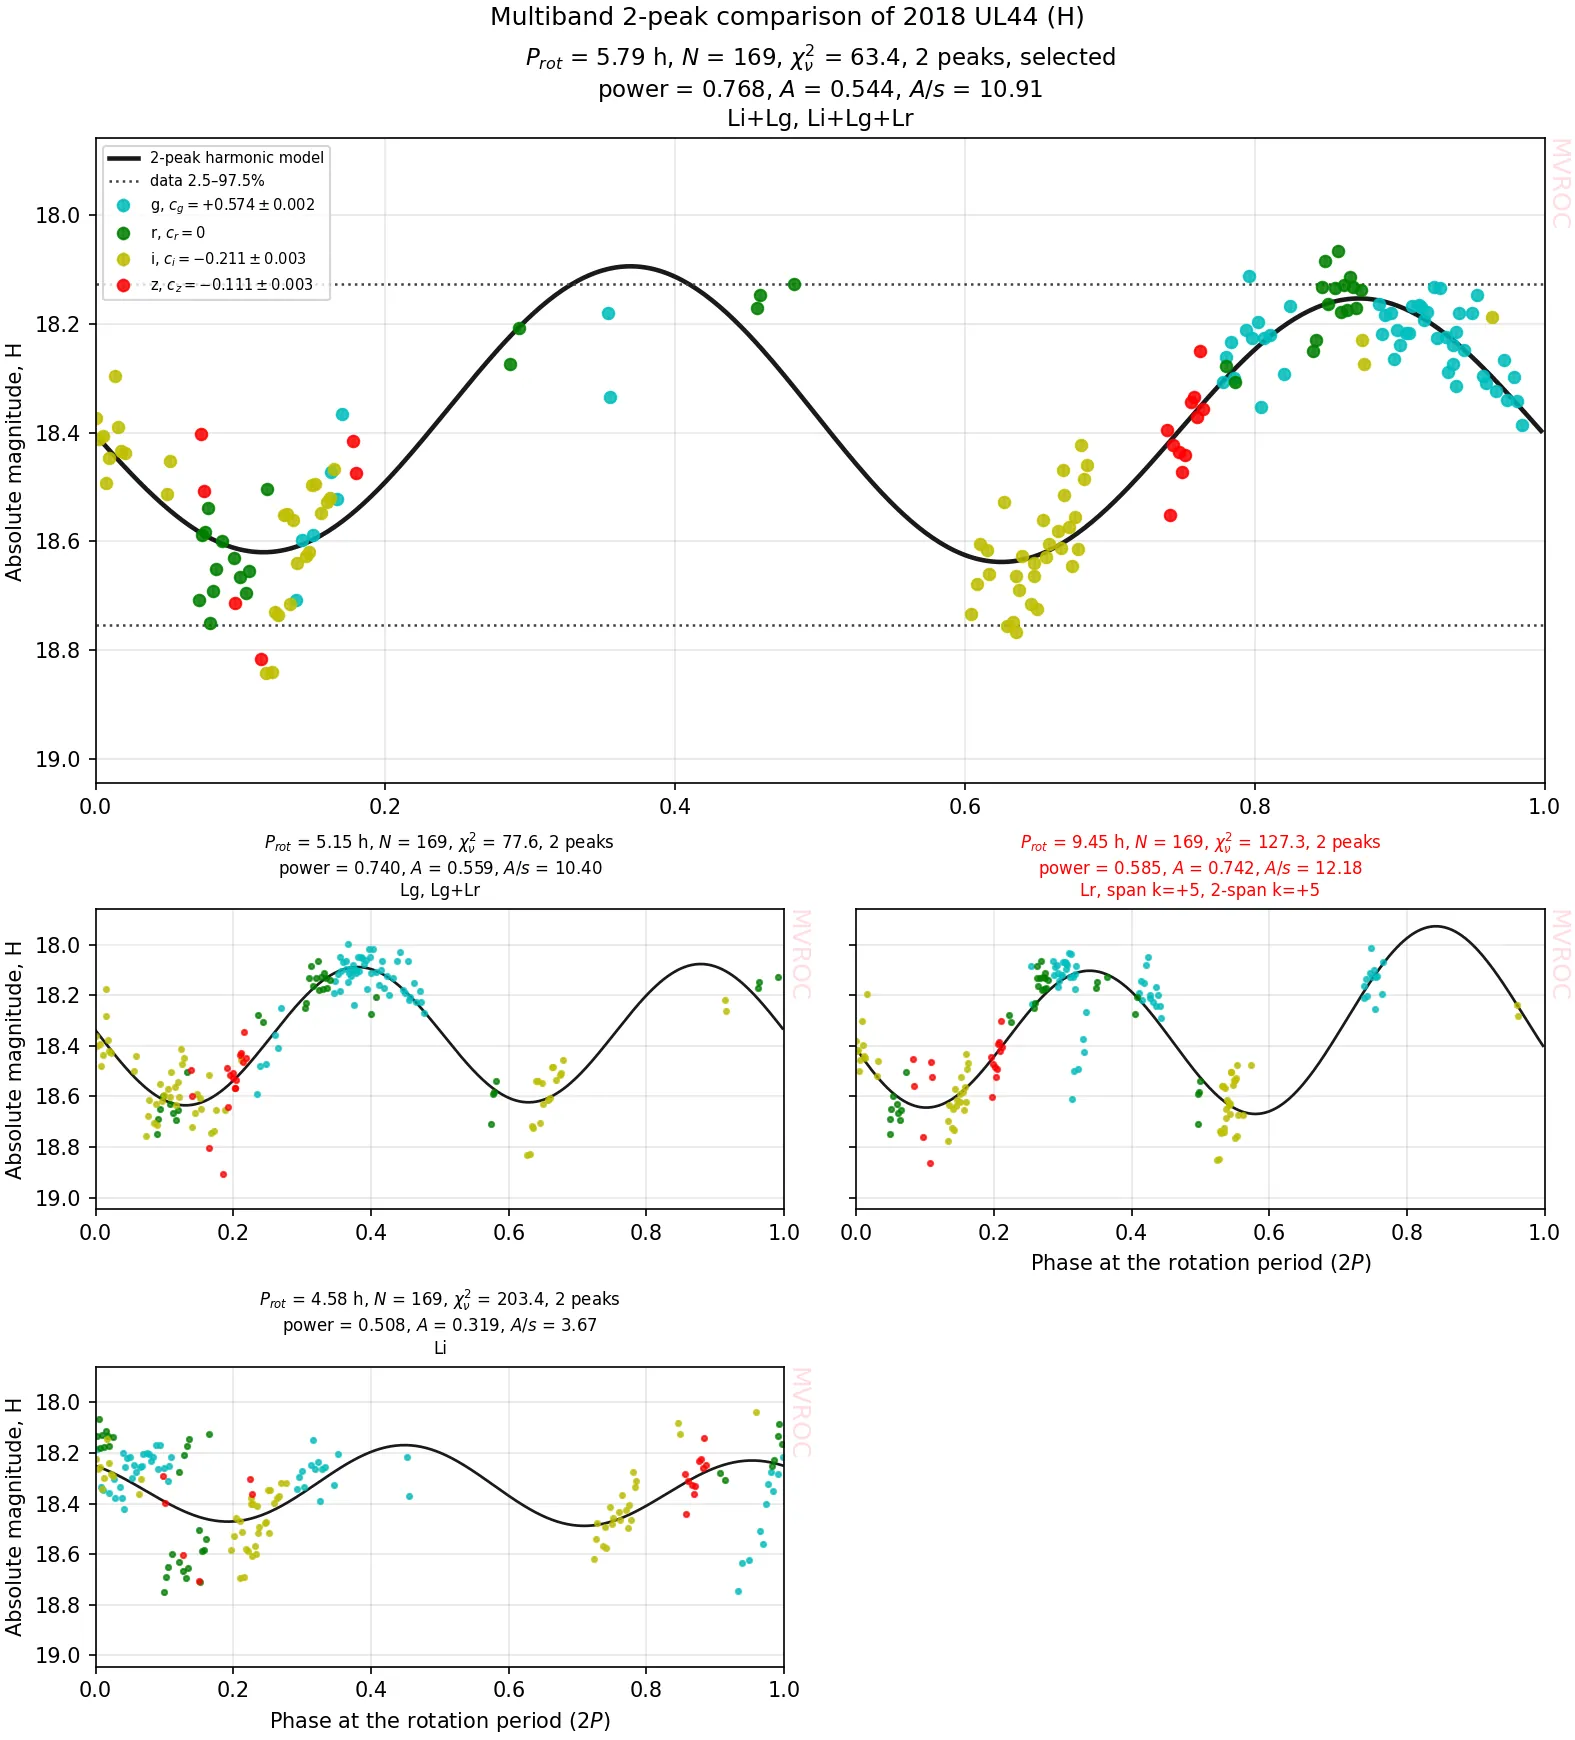 Multiband 2-peak comparison of 2018 UL44 (H)
P_rot = 5.79 h, N = 169, χ²_ν = 63.4, 2 peaks, selected
power = 0.768, A = 0.544, A/s = 10.91
Li+Lg, Li+Lg+Lr
2-peak harmonic model
data 2.5–97.5%
g, c_g = +0.574 ± 0.002
r, c_r = 0
i, c_i = −0.211 ± 0.003
z, c_z = −0.111 ± 0.003
MVROC
Absolute magnitude, H
18.0
18.2
18.4
18.6
18.8
19.0
0.0 0.2 0.4 0.6 0.8 1.0
P_rot = 5.15 h, N = 169, χ²_ν = 77.6, 2 peaks
power = 0.740, A = 0.559, A/s = 10.40
Lg, Lg+Lr
MVROC
Absolute magnitude, H
18.0
18.2
18.4
18.6
18.8
19.0
0.0 0.2 0.4 0.6 0.8 1.0
P_rot = 9.45 h, N = 169, χ²_ν = 127.3, 2 peaks
power = 0.585, A = 0.742, A/s = 12.18
Lr, span k=+5, 2-span k=+5
MVROC
0.0 0.2 0.4 0.6 0.8 1.0
Phase at the rotation period (2P)
P_rot = 4.58 h, N = 169, χ²_ν = 203.4, 2 peaks
power = 0.508, A = 0.319, A/s = 3.67
Li
MVROC
Absolute magnitude, H
18.0
18.2
18.4
18.6
18.8
19.0
0.0 0.2 0.4 0.6 0.8 1.0
Phase at the rotation period (2P)